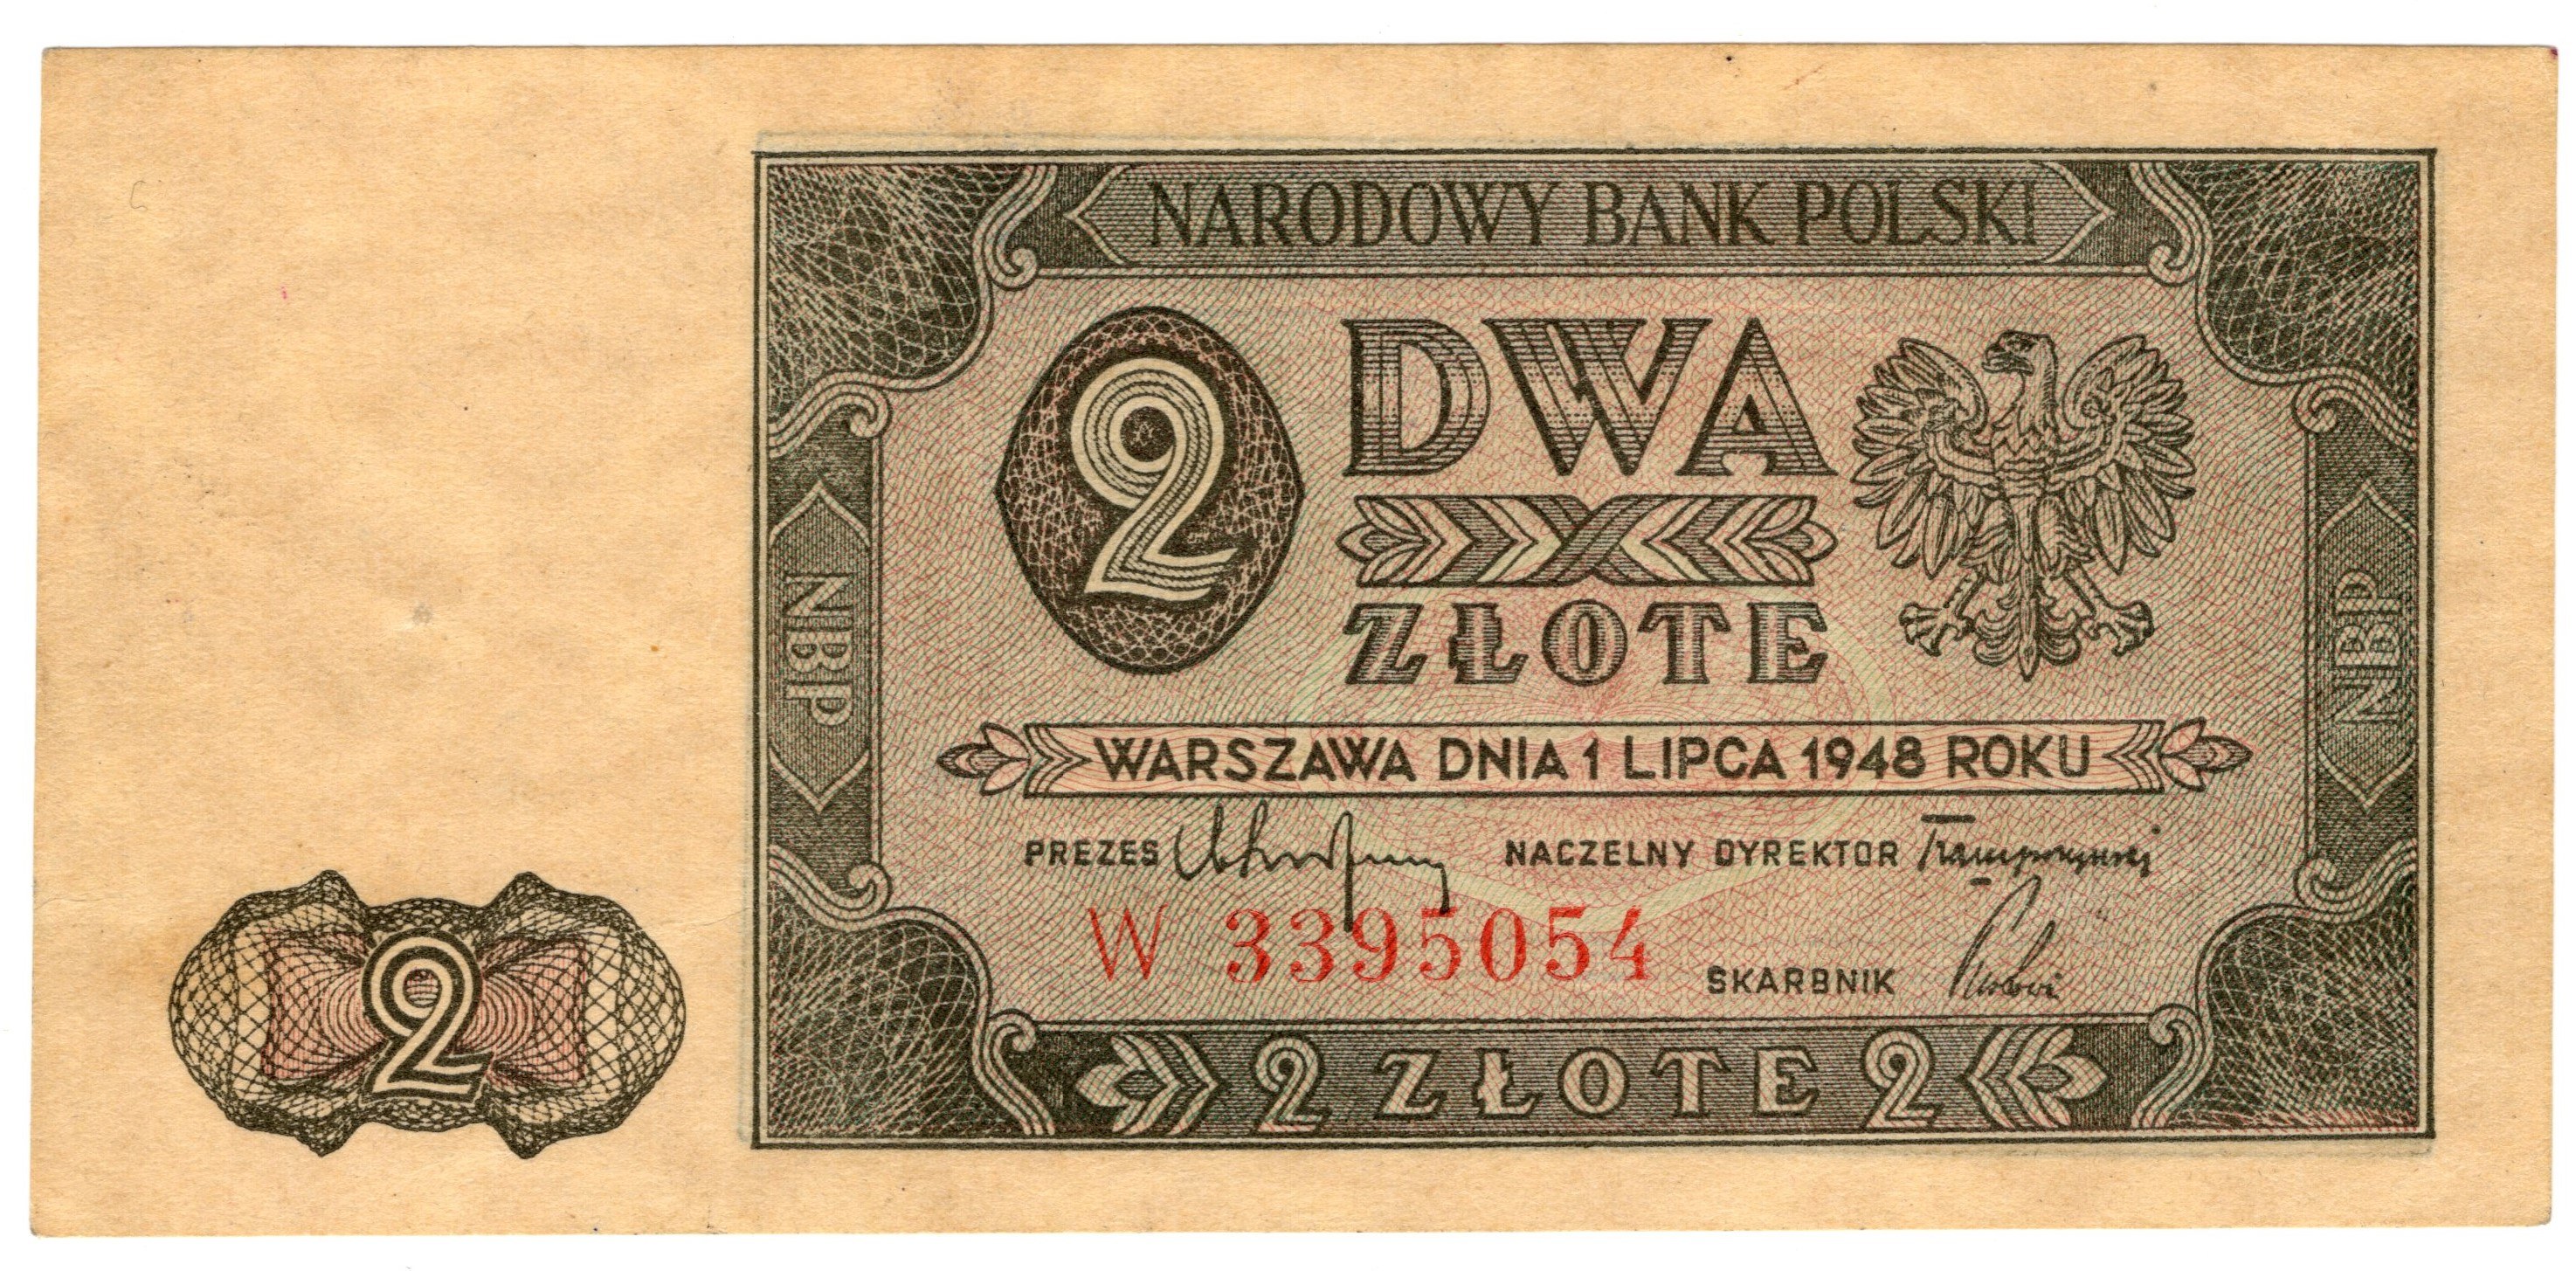 NARODOWY BANK POLSKI
2
DWA
ZŁOTE
NBP
NBP
WARSZAWA DNIA 1 LIPCA 1948 ROKU
PREZES NACZELNY DYREKTOR
W 3395054
SKARBNIK
2
2 ZŁOTE 2